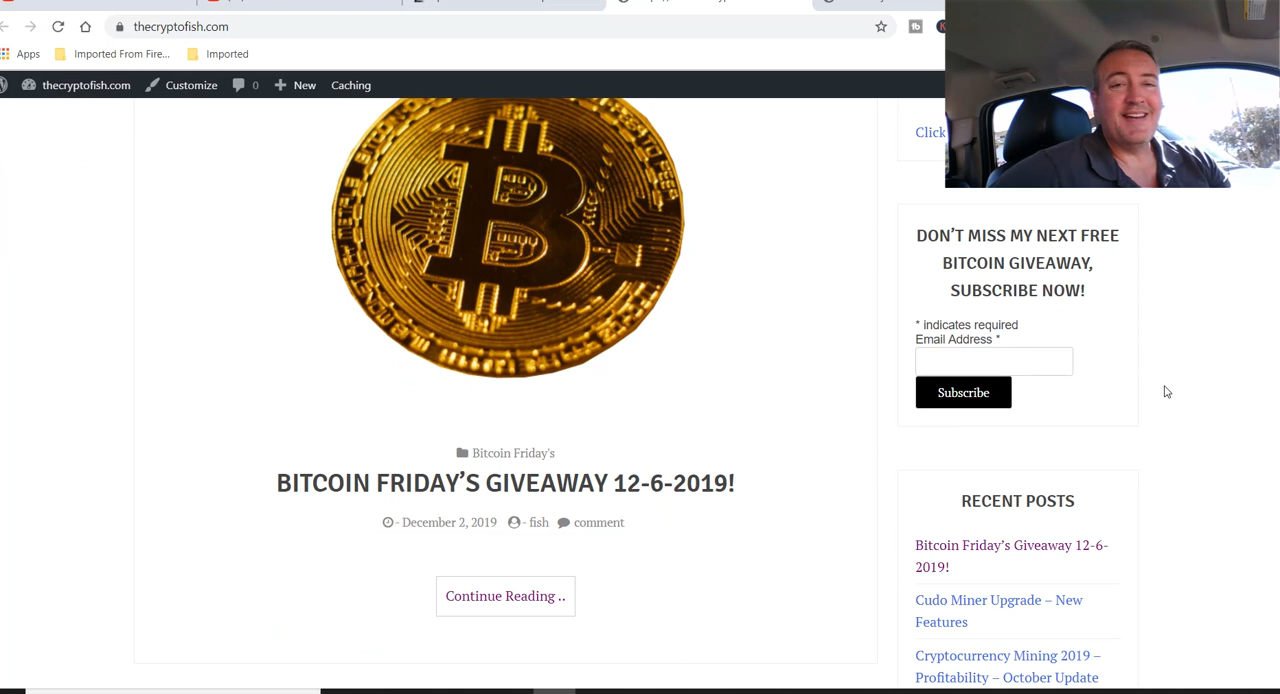 thecryptofish.com
Apps
Imported From Fire...
Imported
thecryptofish.com
Customize
0
New
Caching
Click
DON’T MISS MY NEXT FREE
BITCOIN GIVEAWAY,
SUBSCRIBE NOW!
* indicates required
Email Address *
Subscribe
Bitcoin Friday's
BITCOIN FRIDAY’S GIVEAWAY 12-6-2019!
- December 2, 2019
- fish
comment
Continue Reading ..
RECENT POSTS
Bitcoin Friday’s Giveaway 12-6-
2019!
Cudo Miner Upgrade – New
Features
Cryptocurrency Mining 2019 –
Profitability – October Update